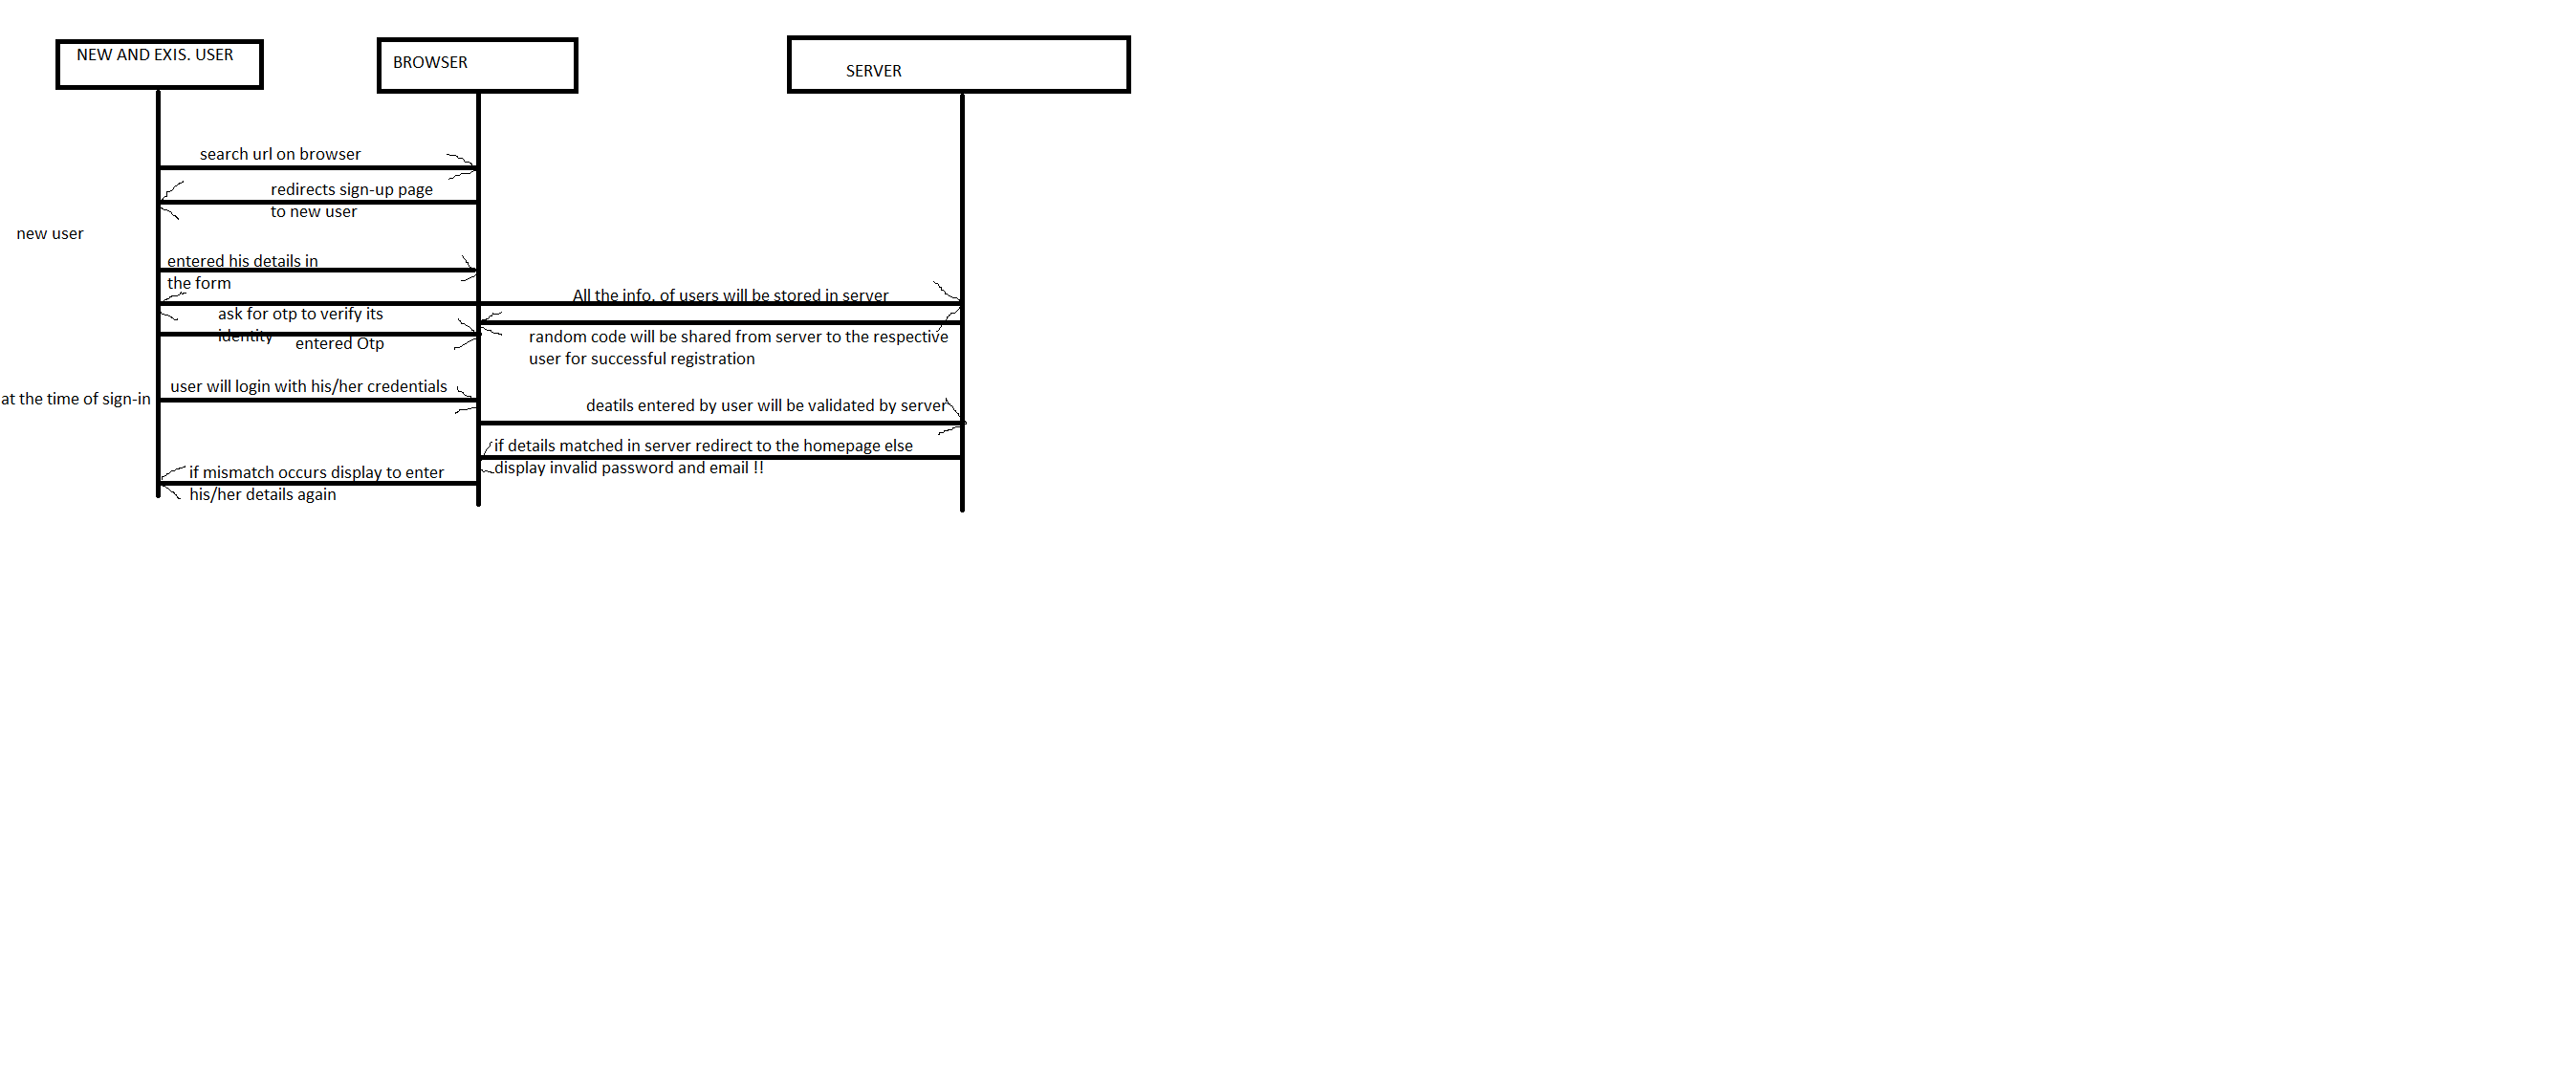 NEW AND EXIS. USER
BROWSER
SERVER
search url on browser
redirects sign-up page
to new user
new user
entered his details in
the form
All the info. of users will be stored in server
ask for otp to verify its
identity
entered Otp
random code will be shared from server to the respective
user for successful registration
at the time of sign-in
user will login with his/her credentials
deatils entered by user will be validated by server
if details matched in server redirect to the homepage else
display invalid password and email !!
if mismatch occurs display to enter
his/her details again